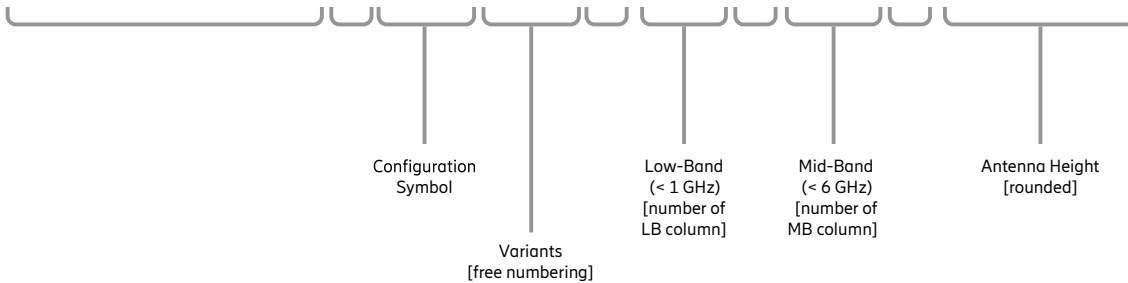 Configuration
Symbol
Variants
[free numbering]
Low-Band
(< 1 GHz)
[number of
LB column]
Mid-Band
(< 6 GHz)
[number of
MB column]
Antenna Height
[rounded]